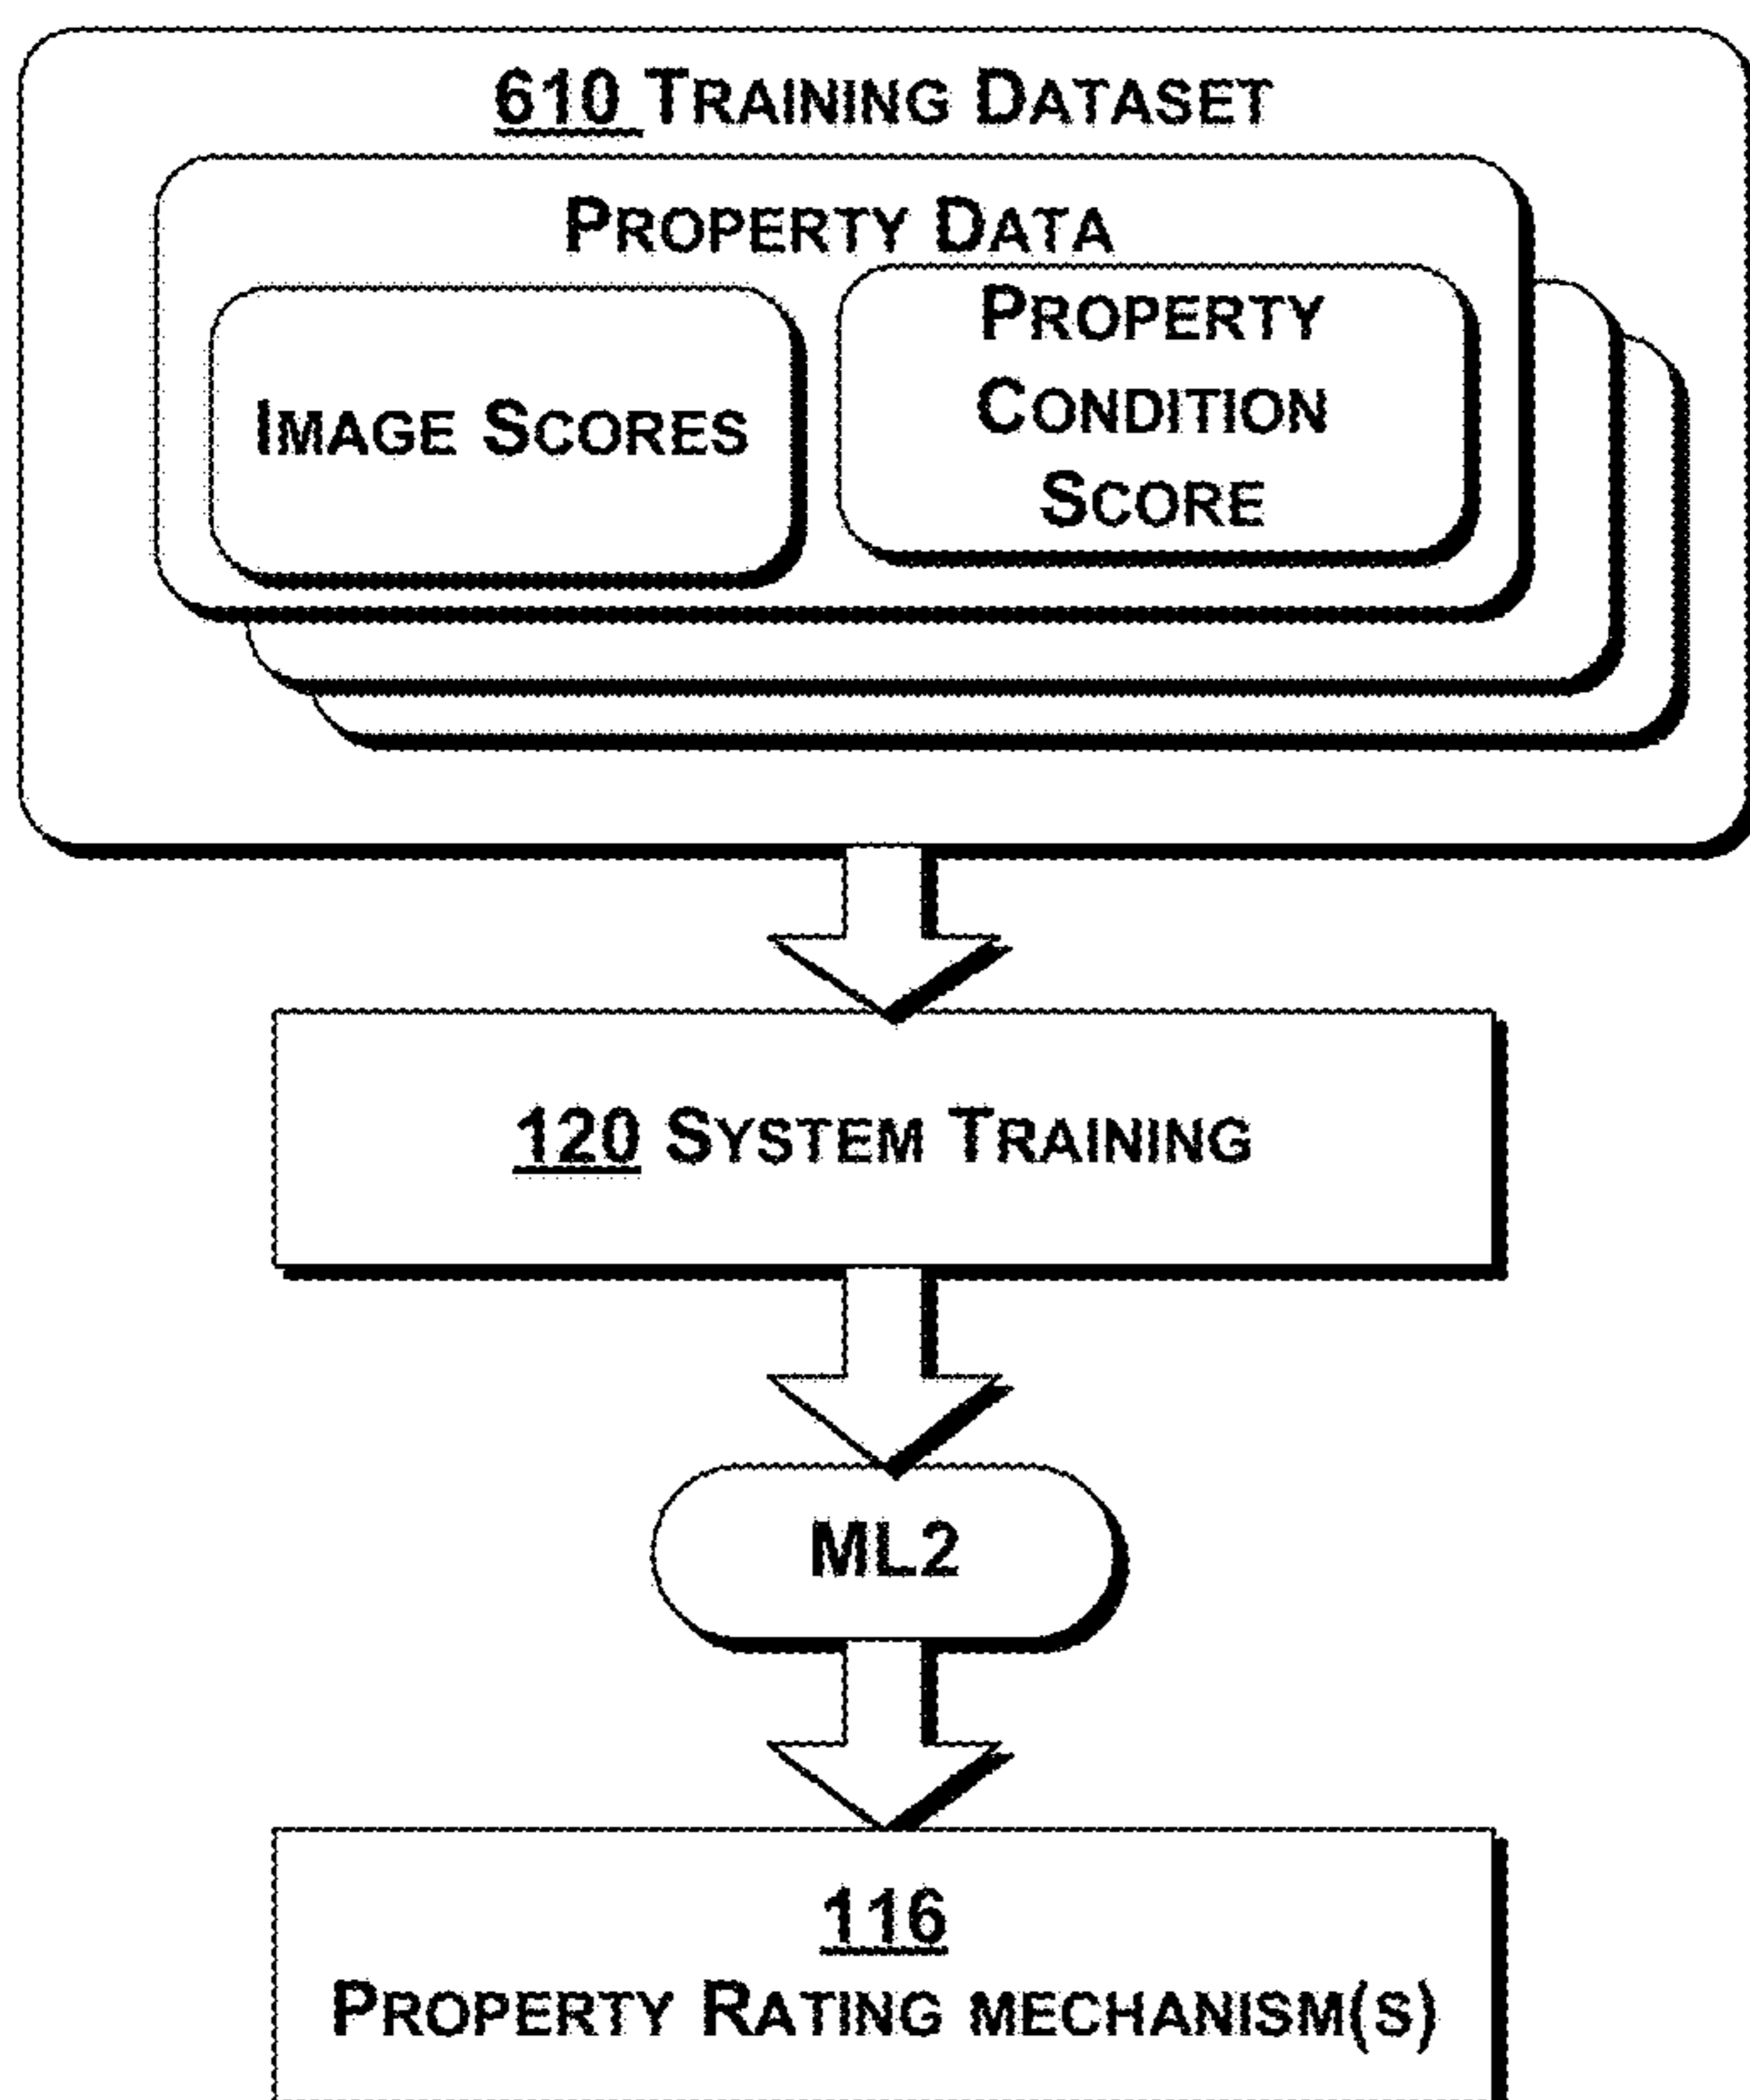 610 TRAINING DATASET
PROPERTY DATA
IMAGE SCORES
PROPERTY
CONDITION
SCORE
120 SYSTEM TRAINING
ML2
116
PROPERTY RATING MECHANISM(S)